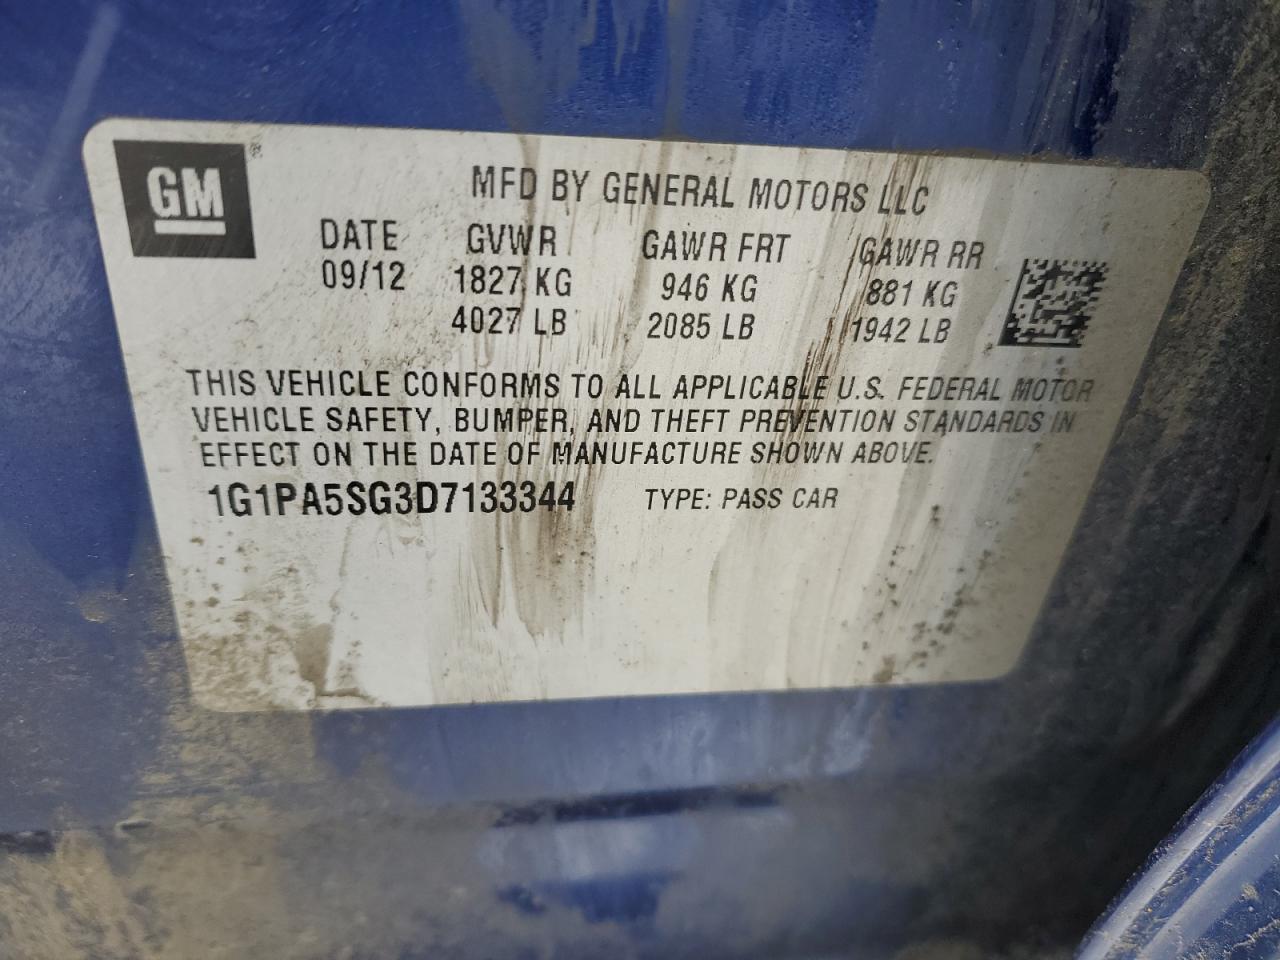 GM
MFD BY GENERAL MOTORS LLC
DATE GVWR GAWR FRT GAWR RR
09/12 1827 KG 946 KG 881 KG
4027 LB 2085 LB 1942 LB
THIS VEHICLE CONFORMS TO ALL APPLICABLE U.S. FEDERAL MOTOR
VEHICLE SAFETY, BUMPER, AND THEFT PREVENTION STANDARDS IN
EFFECT ON THE DATE OF MANUFACTURE SHOWN ABOVE.
1G1PA5SG3D7133344 TYPE: PASS CAR